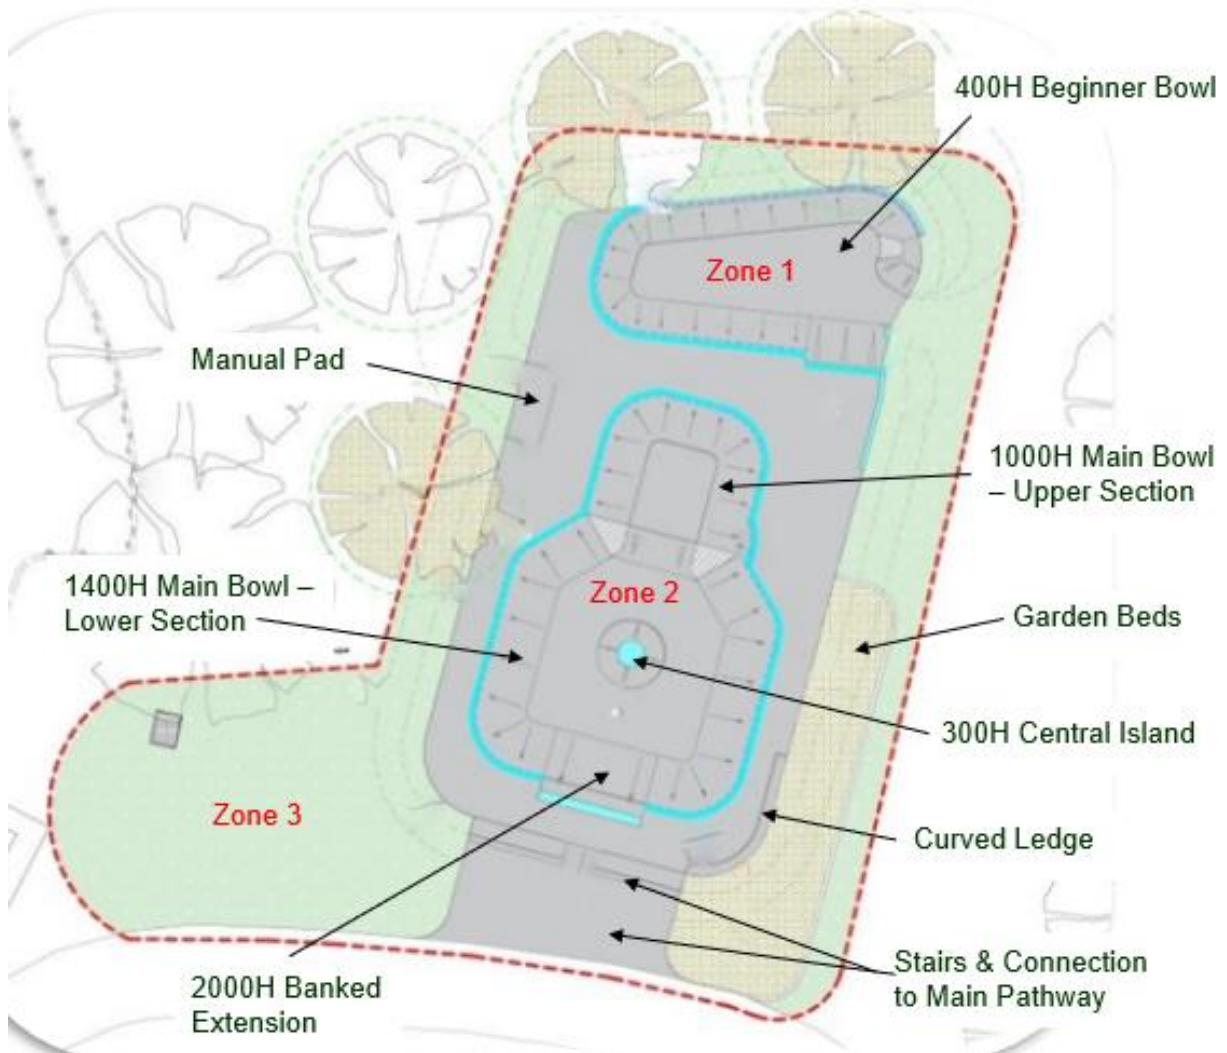 400H Beginner Bowl
Zone 1
Manual Pad
1000H Main Bowl
– Upper Section
1400H Main Bowl –
Lower Section
Zone 2
Garden Beds
300H Central Island
Zone 3
Curved Ledge
2000H Banked
Extension
Stairs & Connection
to Main Pathway